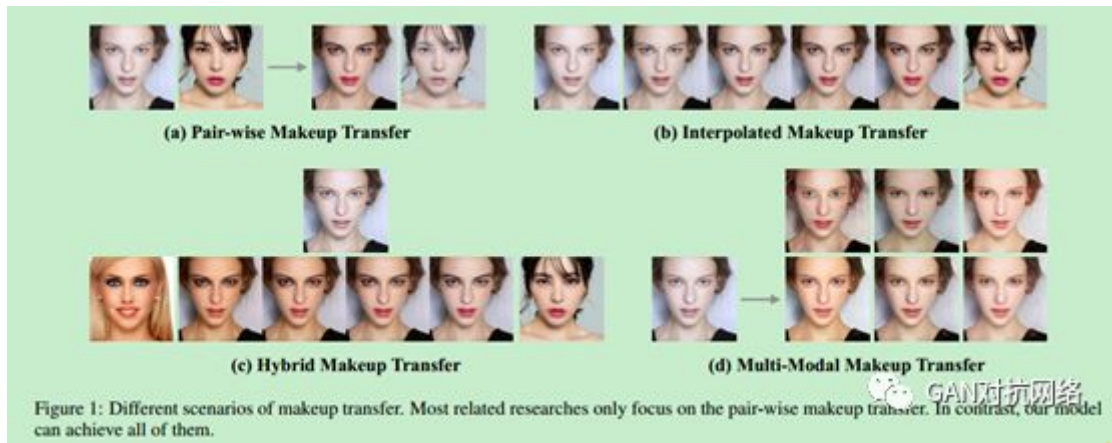 (a) Pair-wise Makeup Transfer
(b) Interpolated Makeup Transfer
(c) Hybrid Makeup Transfer
(d) Multi-Modal Makeup Transfer
GAN对抗网络
Figure 1: Different scenarios of makeup transfer. Most related researches only focus on the pair-wise makeup transfer. In contrast, our model
can achieve all of them.